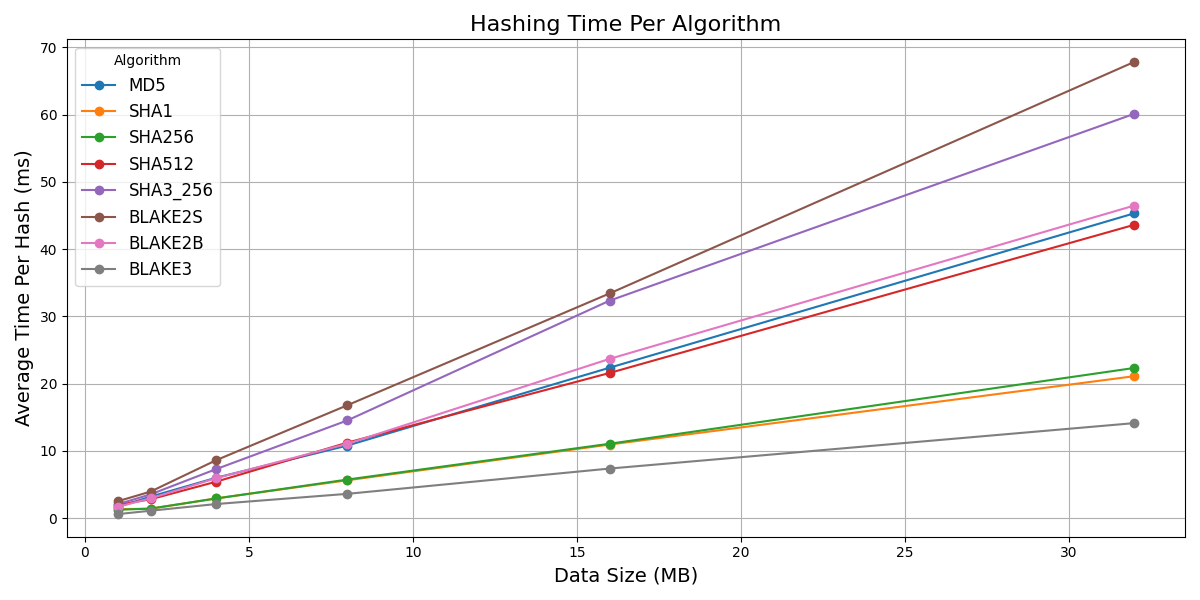 Hashing Time Per Algorithm
Average Time Per Hash (ms)
70
60
50
40
30
20
10
0
Algorithm
MD5
SHA1
SHA256
SHA512
SHA3_256
BLAKE2S
BLAKE2B
BLAKE3
0 5 10 15 20 25 30
Data Size (MB)